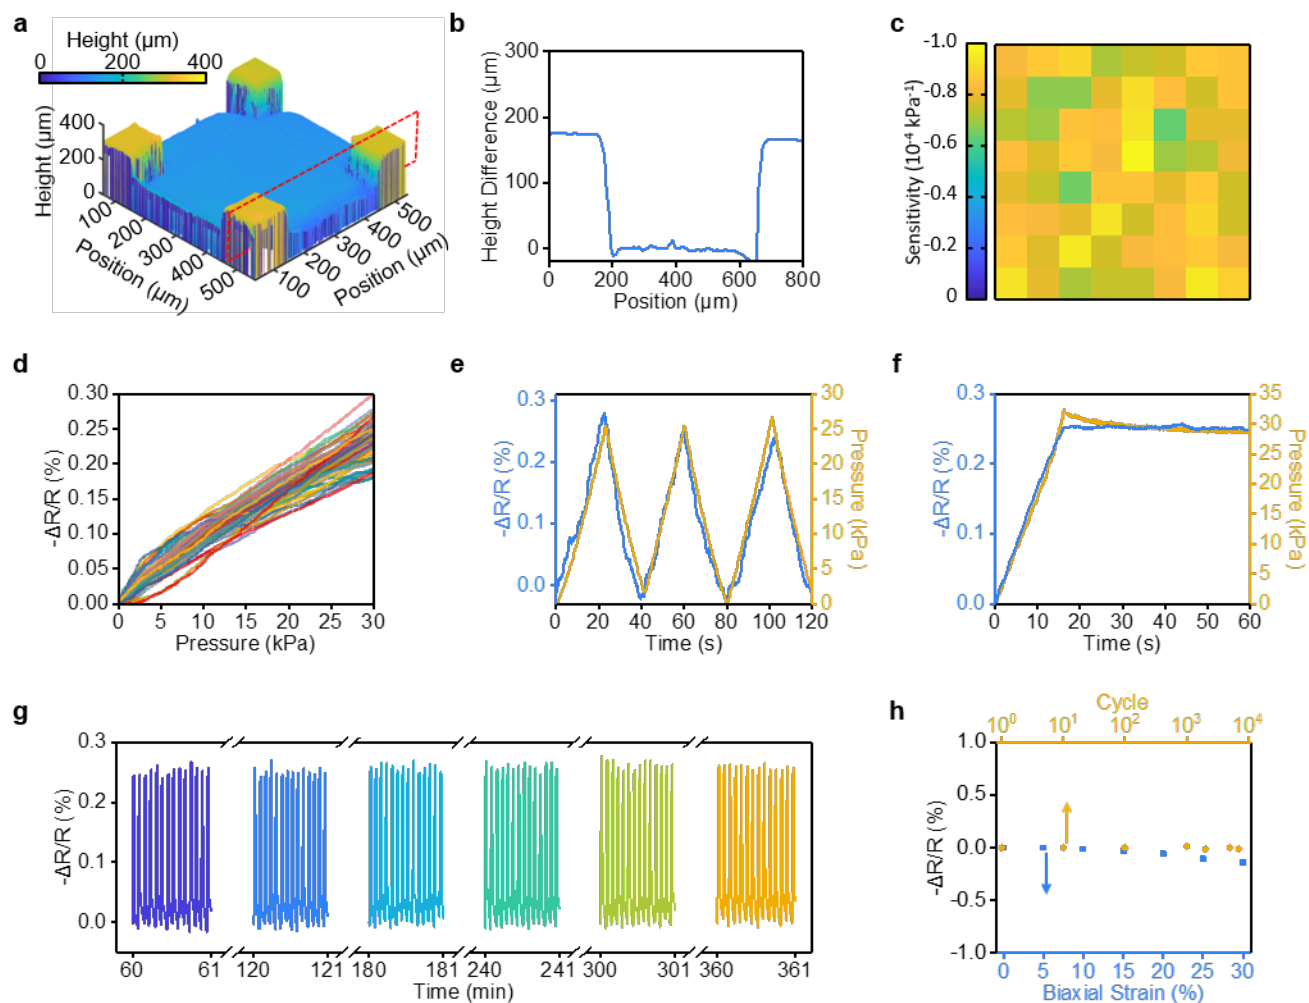 a
Height (µm)
0 200 400
Height (µm)
400
200
0
100
200
300
400
500
Position (µm)
100
200
300
400
500
Position (µm)
b
Height Difference (µm)
300
200
100
0
0 200 400 600 800
Position (µm)
c
Sensitivity (10⁻⁴ kPa⁻¹)
-1.0
-0.8
-0.6
-0.4
-0.2
0
d
-ΔR/R (%)
0.30
0.25
0.20
0.15
0.10
0.05
0.00
0 5 10 15 20 25 30
Pressure (kPa)
e
-ΔR/R (%)
0.3
0.2
0.1
0.0
30
25
20
15
10
5
0
Pressure (kPa)
0 20 40 60 80 100 120
Time (s)
f
-ΔR/R (%)
0.3
0.2
0.1
0.0
35
30
25
20
15
10
5
0
Pressure (kPa)
0 10 20 30 40 50 60
Time (s)
g
-ΔR/R (%)
0.3
0.2
0.1
0.0
60 61 120 121 180 181 240 241 300 301 360 361
Time (min)
h
Cycle
10⁰ 10¹ 10² 10³ 10⁴
-ΔR/R (%)
1.0
0.5
0.0
-0.5
-1.0
0 5 10 15 20 25 30
Biaxial Strain (%)